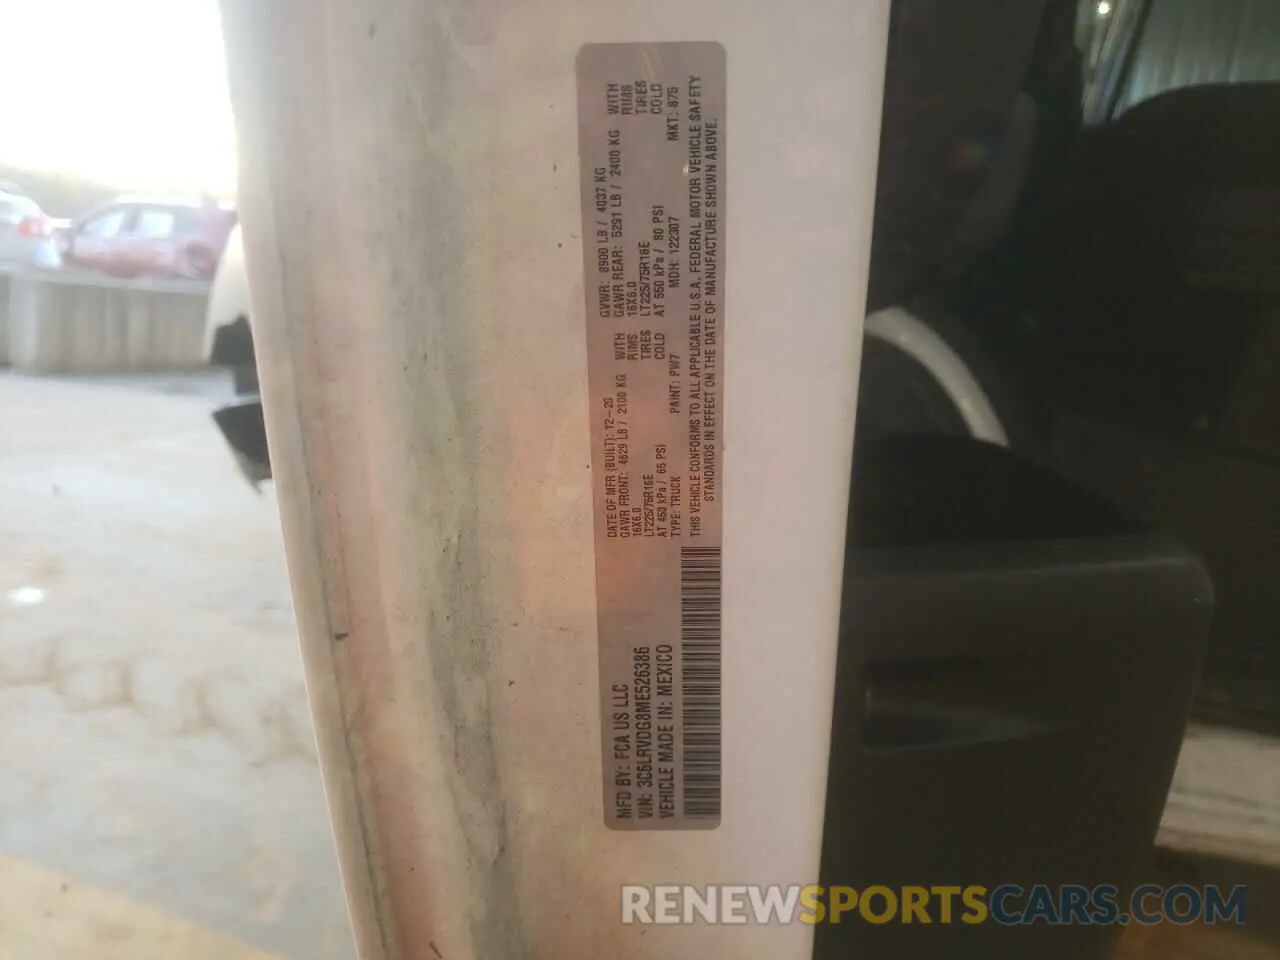 MFD BY: FCA US LLC
VIN: 3C6LRVDG8ME526386
VEHICLE MADE IN: MEXICO
DATE OF MFR (BUILT): 12-20
GVWR: 8900 LB / 4037 KG
GAWR FRONT: 4629 LB / 2100 KG WITH
GAWR REAR: 5291 LB / 2400 KG WITH
16X6.0 RIMS
16X6.0 RIMS
LT225/75R16E TIRES
LT225/75R16E TIRES
AT 450 kPa / 65 PSI COLD
AT 550 kPa / 80 PSI COLD
TYPE: TRUCK PAINT: PW7 MDH: 122307 MKT: 875
THIS VEHICLE CONFORMS TO ALL APPLICABLE U.S.A. FEDERAL MOTOR VEHICLE SAFETY
STANDARDS IN EFFECT ON THE DATE OF MANUFACTURE SHOWN ABOVE.
RENEWSPORTSCARS.COM